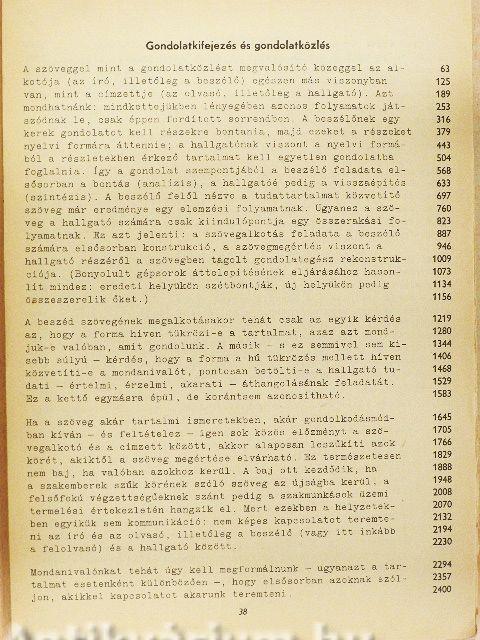 Gondolatkifejezés és gondolatközlés
A szöveggel mint a gondolatközlést megvalósító közeggel az al- 63
kotója (az író, illetőleg a beszélő) egészen más viszonyban 125
van, mint a címzettje (az olvasó, illetőleg a hallgató). Azt 189
mondhatnánk: mindkettejükben lényegében azonos folyamatok ját- 253
szódnak le, csak éppen fordított sorrendben. A beszélőnek egy 316
kerek gondolatot kell részekre bontania, majd ezeket a részeket 379
nyelvi formára áttennie; a hallgatónak viszont a nyelvi formá- 443
ból a részletekben érkező tartalmat kell egyetlen gondolatba 504
foglalnia. Így a gondolat szempontjából a beszélő feladata el- 568
sősorban a bontás (analízis), a hallgatóé pedig a visszaépítés 633
(szintézis). A beszélő felől nézve a tudattartalmat közvetítő 697
szöveg már eredménye egy elemzési folyamatnak. Ugyanez a szö- 760
veg a hallgató számára csak kiindulópontja egy összerakási fo- 823
lyamatnak. Ez azt jelenti: a szövegalkotás feladata a beszélő 887
számára elsősorban konstrukció, a szövegmegértés viszont a 946
hallgató részéről a szövegben tagolt gondolategész rekonstruk- 1009
ciója. (Bonyolult gépsorok áttelepítésének eljárásához hason- 1073
lít mindez: eredeti helyükön szétbontják, új helyükön pedig 1134
összeszerelik őket.) 1156
A beszéd szövegének megalkotásakor tehát csak az egyik kérdés 1219
az, hogy a forma híven tükrözi-e a tartalmat, azaz azt mond- 1280
juk-e valóban, amit gondolunk. A másik – s ez semmivel sem ki- 1344
sebb súlyú – kérdés, hogy a forma a hű tükrözés mellett híven 1406
közvetíti-e a mondanivalót, pontosan betölti-e a hallgató tu- 1468
dati – értelmi, érzelmi, akarati – áthangolásának feladatát. 1529
Ez a kettő egymásra épül, de korántsem azonosítható. 1583
Ha a szöveg akár tartalmi ismeretekben, akár gondolkodásmód- 1645
ban kíván – és feltételez – igen sok közös előzményt a szö- 1705
vegalkotó és a címzett között, akkor alaposan leszűkíti azok 1766
körét, akiktől a szöveg megértése elvárható. Ez természetesen 1829
nem baj, ha valóban azokhoz kerül. A baj ott kezdődik, ha 1888
a szakemberek szűk körének szóló szöveg az újságba kerül, a 1948
felsőfokú végzettségűeknek szánt pedig a szakmunkások üzemi 2008
termelési értekezletén hangzik el. Mert ezekben a helyzetek- 2070
ben egyikük sem kommunikáció: nem képes kapcsolatot teremte- 2132
ni az író és az olvasó, illetőleg a beszélő (vagy itt inkább 2194
a felolvasó) és a hallgató között. 2230
Mondanivalónkat tehát úgy kell megformálnunk – ugyanazt a tar- 2294
talmat esetenként különbözően –, hogy elsősorban azoknak szól- 2357
jon, akikkel kapcsolatot akarunk teremteni. 2400
38